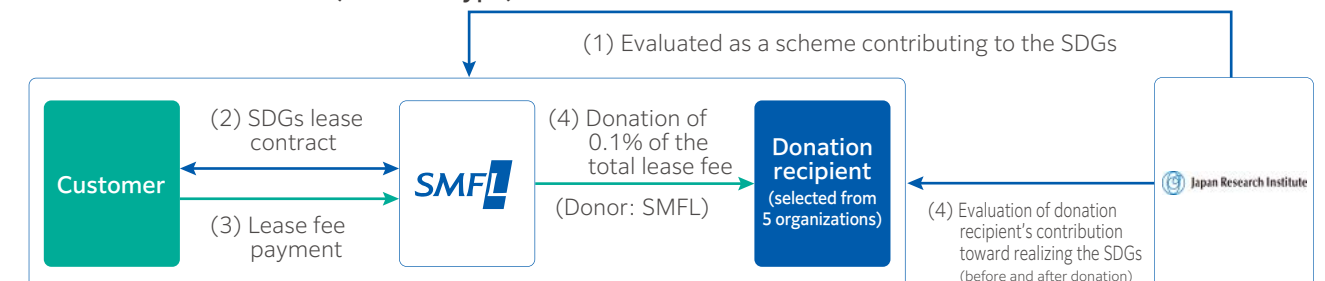 (1) Evaluated as a scheme contributing to the SDGs
Customer
(2) SDGs lease
contract
(3) Lease fee
payment
SMFL
(4) Donation of
0.1% of the
total lease fee
(Donor: SMFL)
Donation
recipient
(selected from
5 organizations)
(4) Evaluation of donation
recipient's contribution
toward realizing the SDGs
(before and after donation)
Japan Research Institute